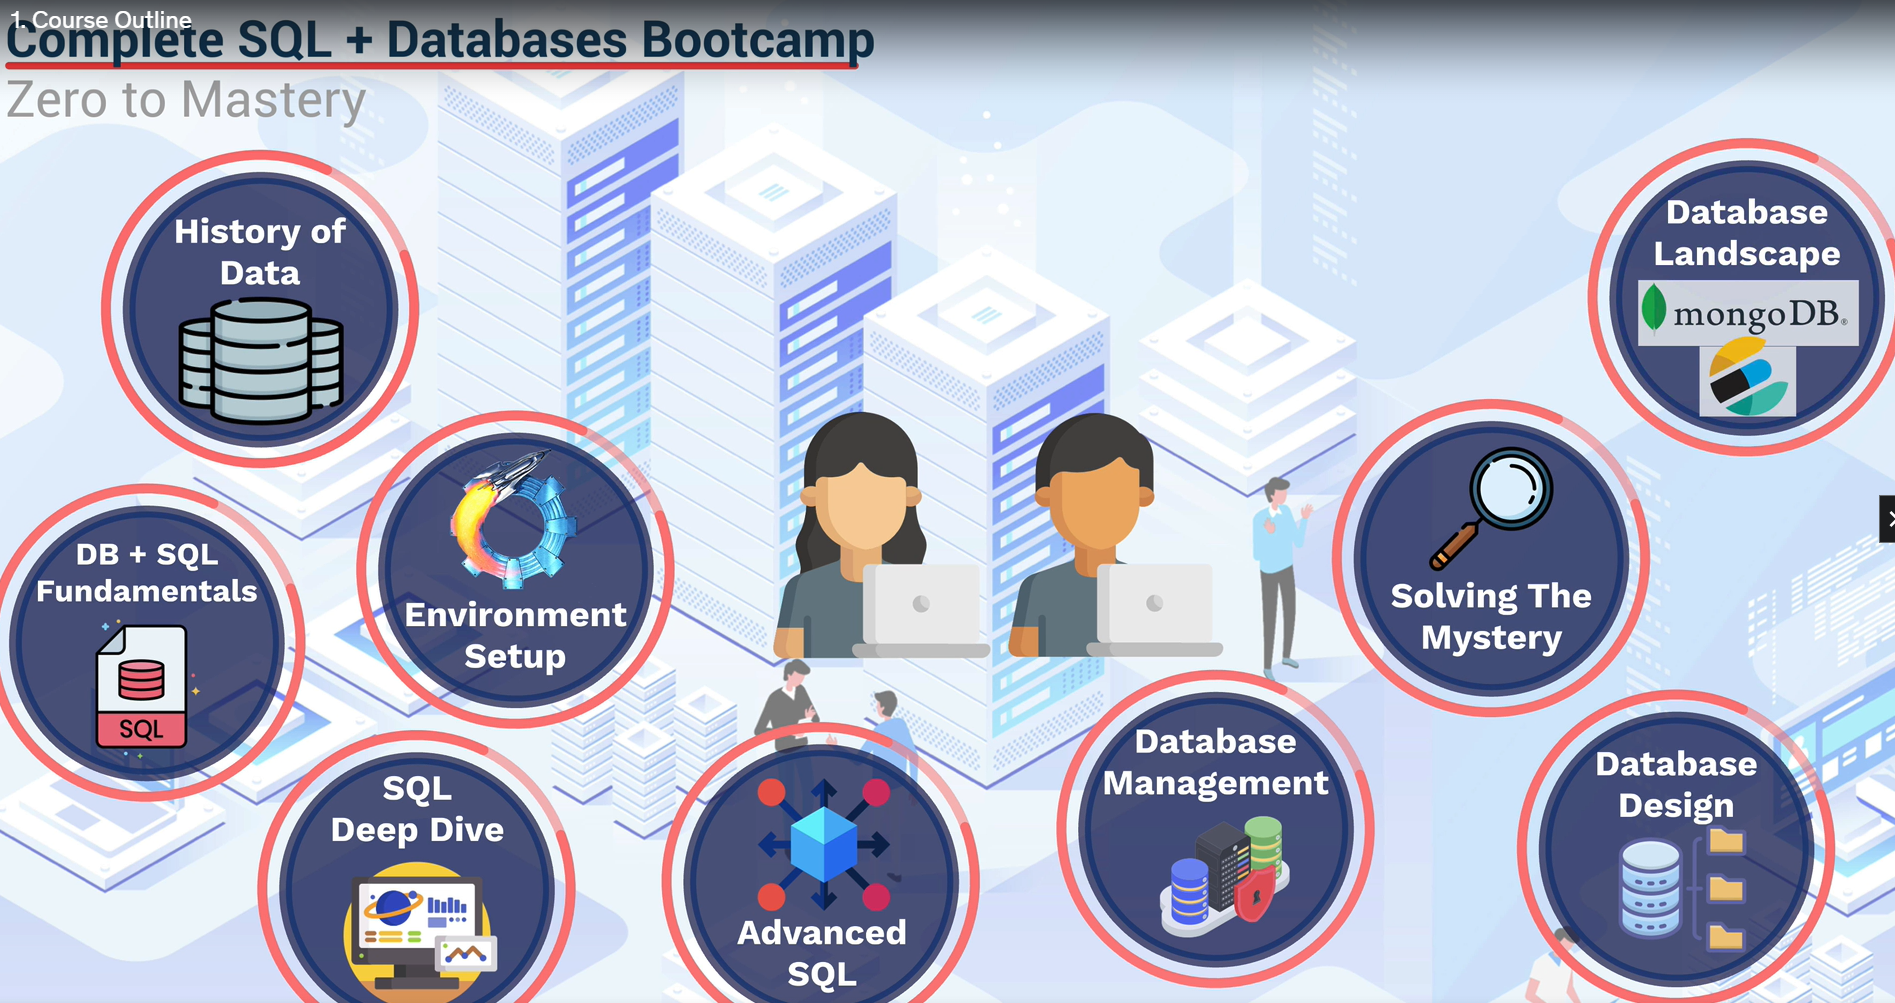 1. Course Outline
Complete SQL + Databases Bootcamp
Zero to Mastery
History of
Data
DB + SQL
Fundamentals
SQL
Environment
Setup
SQL
Deep Dive
Advanced
SQL
Database
Management
Solving The
Mystery
Database
Design
Database
Landscape
mongoDB®